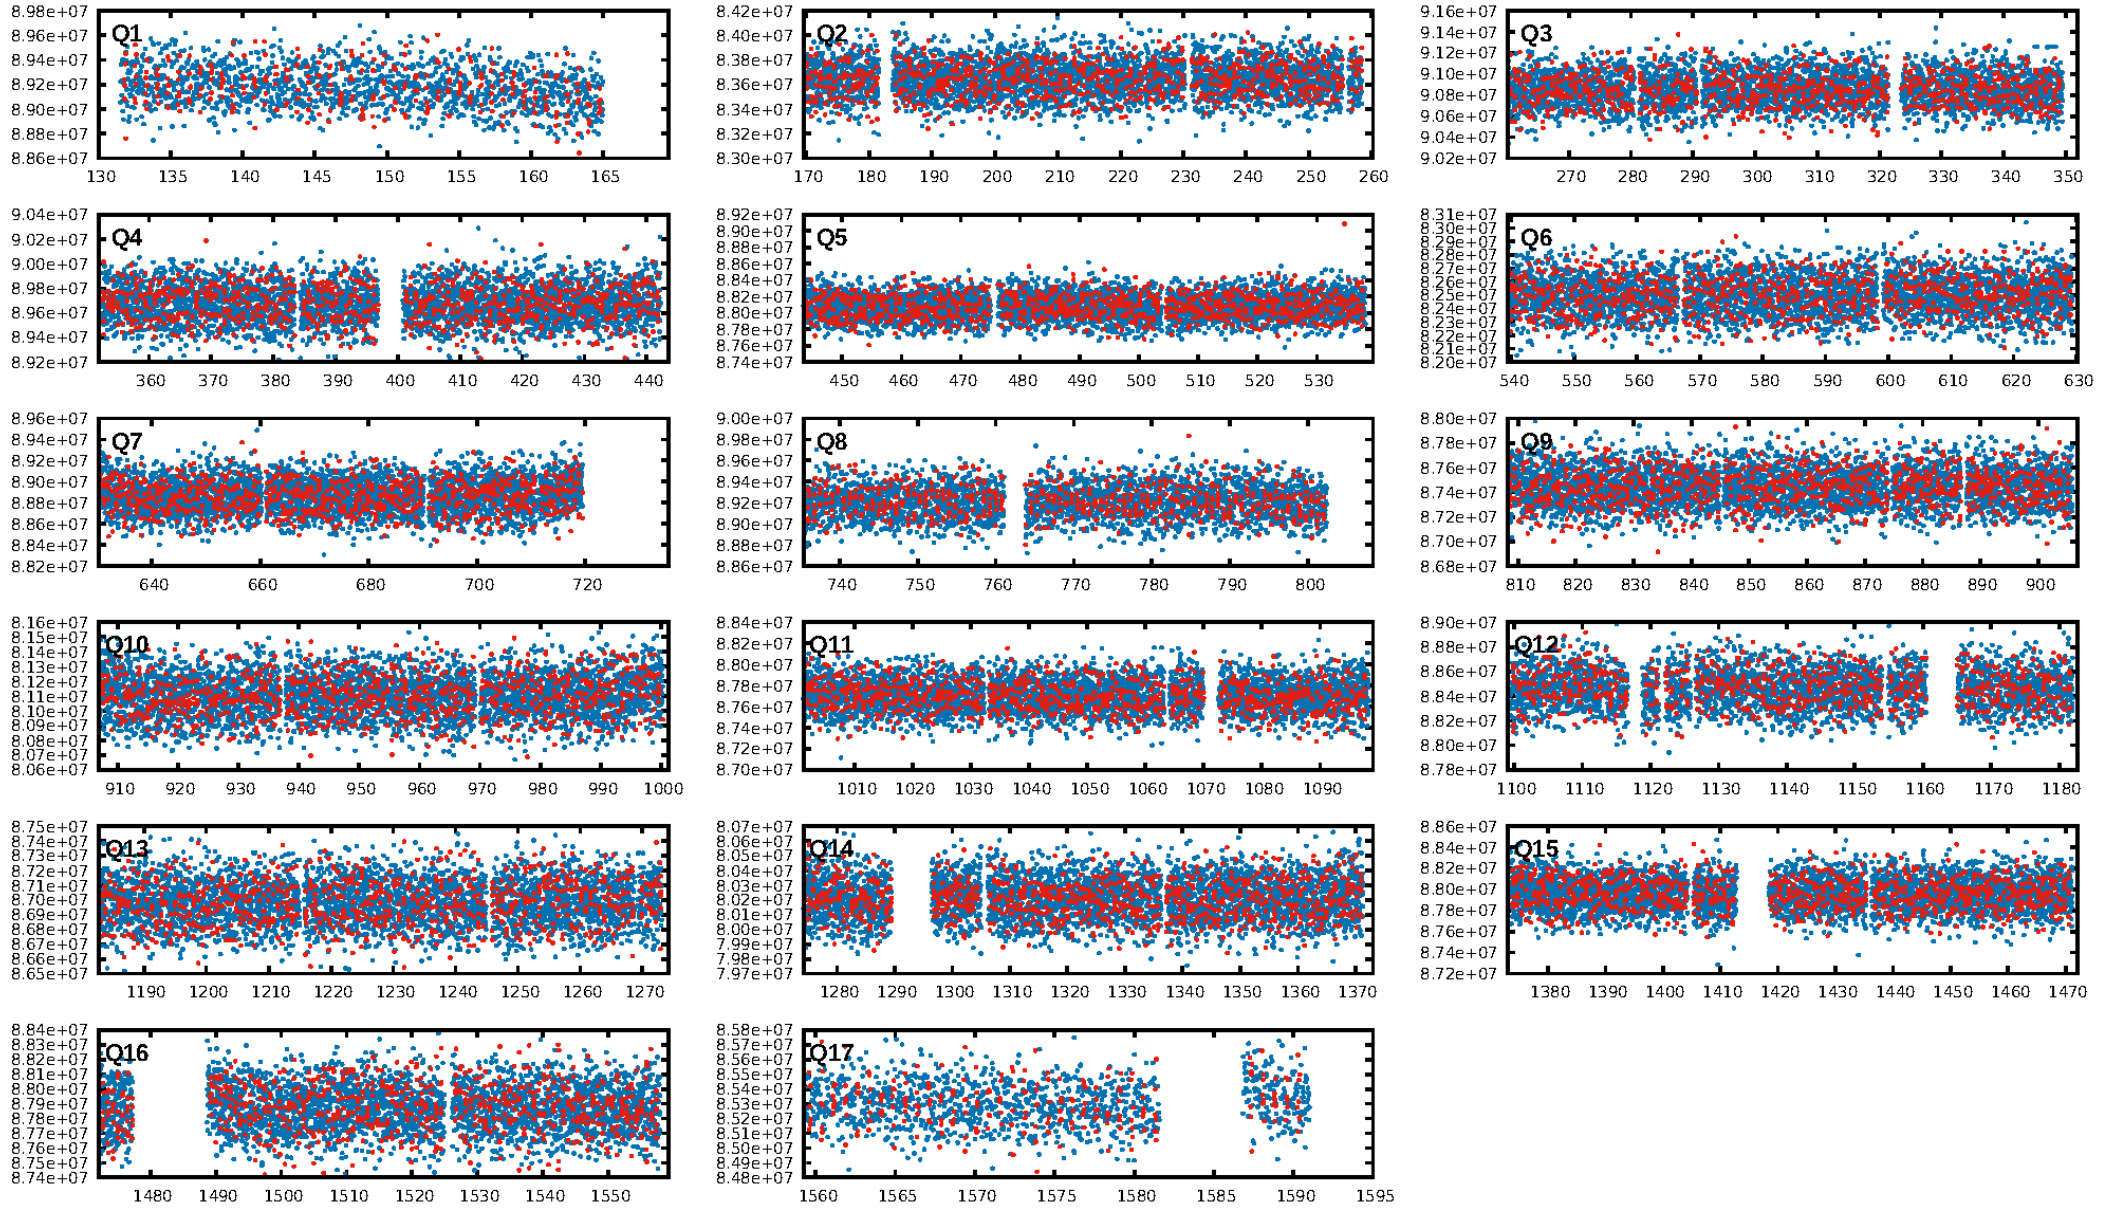 8.98e+07
8.96e+07
8.94e+07
8.92e+07
8.90e+07
8.88e+07
8.86e+07
Q1
130 135 140 145 150 155 160 165
8.42e+07
8.40e+07
8.38e+07
8.36e+07
8.34e+07
8.32e+07
8.30e+07
Q2
170 180 190 200 210 220 230 240 250 260
9.16e+07
9.14e+07
9.12e+07
9.10e+07
9.08e+07
9.06e+07
9.04e+07
9.02e+07
Q3
270 280 290 300 310 320 330 340 350
9.04e+07
9.02e+07
9.00e+07
8.98e+07
8.96e+07
8.94e+07
8.92e+07
Q4
360 370 380 390 400 410 420 430 440
8.92e+07
8.90e+07
8.88e+07
8.86e+07
8.84e+07
8.82e+07
8.80e+07
8.78e+07
8.76e+07
8.74e+07
Q5
450 460 470 480 490 500 510 520 530
8.31e+07
8.30e+07
8.29e+07
8.28e+07
8.27e+07
8.26e+07
8.25e+07
8.24e+07
8.23e+07
8.22e+07
8.21e+07
8.20e+07
Q6
540 550 560 570 580 590 600 610 620 630
8.96e+07
8.94e+07
8.92e+07
8.90e+07
8.88e+07
8.86e+07
8.84e+07
8.82e+07
Q7
640 660 680 700 720
9.00e+07
8.98e+07
8.96e+07
8.94e+07
8.92e+07
8.90e+07
8.88e+07
8.86e+07
Q8
740 750 760 770 780 790 800
8.80e+07
8.78e+07
8.76e+07
8.74e+07
8.72e+07
8.70e+07
8.68e+07
Q9
810 820 830 840 850 860 870 880 890 900
8.16e+07
8.15e+07
8.14e+07
8.13e+07
8.12e+07
8.11e+07
8.10e+07
8.09e+07
8.08e+07
8.07e+07
8.06e+07
Q10
910 920 930 940 950 960 970 980 990 1000
8.84e+07
8.82e+07
8.80e+07
8.78e+07
8.76e+07
8.74e+07
8.72e+07
8.70e+07
Q11
1010 1020 1030 1040 1050 1060 1070 1080 1090
8.90e+07
8.88e+07
8.86e+07
8.84e+07
8.82e+07
8.80e+07
8.78e+07
Q12
1100 1110 1120 1130 1140 1150 1160 1170 1180
8.75e+07
8.74e+07
8.73e+07
8.72e+07
8.71e+07
8.70e+07
8.69e+07
8.68e+07
8.67e+07
8.66e+07
8.65e+07
Q13
1190 1200 1210 1220 1230 1240 1250 1260 1270
8.07e+07
8.06e+07
8.05e+07
8.04e+07
8.03e+07
8.02e+07
8.01e+07
8.00e+07
7.99e+07
7.98e+07
7.97e+07
Q14
1280 1290 1300 1310 1320 1330 1340 1350 1360 1370
8.86e+07
8.84e+07
8.82e+07
8.80e+07
8.78e+07
8.76e+07
8.74e+07
8.72e+07
Q15
1380 1390 1400 1410 1420 1430 1440 1450 1460 1470
8.84e+07
8.83e+07
8.82e+07
8.81e+07
8.80e+07
8.79e+07
8.78e+07
8.77e+07
8.76e+07
8.75e+07
8.74e+07
Q16
1480 1490 1500 1510 1520 1530 1540 1550
8.58e+07
8.57e+07
8.56e+07
8.55e+07
8.54e+07
8.53e+07
8.52e+07
8.51e+07
8.50e+07
8.49e+07
8.48e+07
Q17
1560 1565 1570 1575 1580 1585 1590 1595